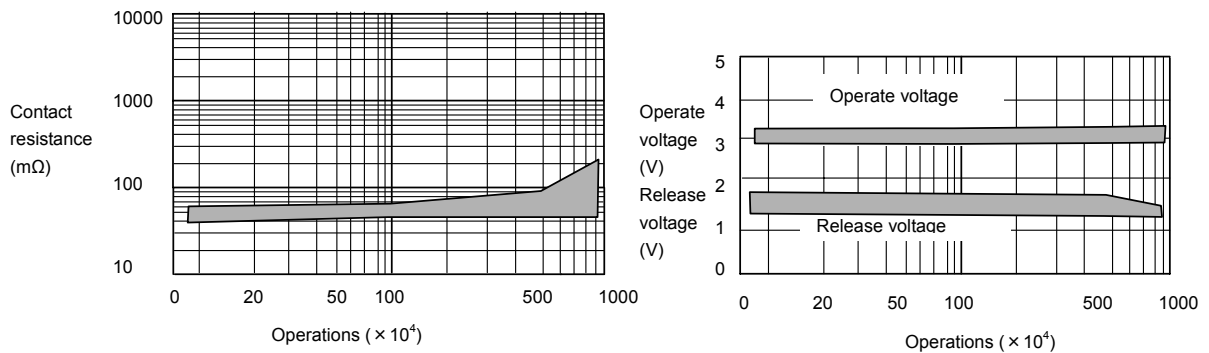 10000
1000
100
10
Contact
resistance
(mΩ)
0 20 50 100 500 1000
Operations (×10⁴)
5
4
3
2
1
0
Operate
voltage
(V)
Release
voltage
(V)
Operate voltage
Release voltage
0 20 50 100 500 1000
Operations (×10⁴)